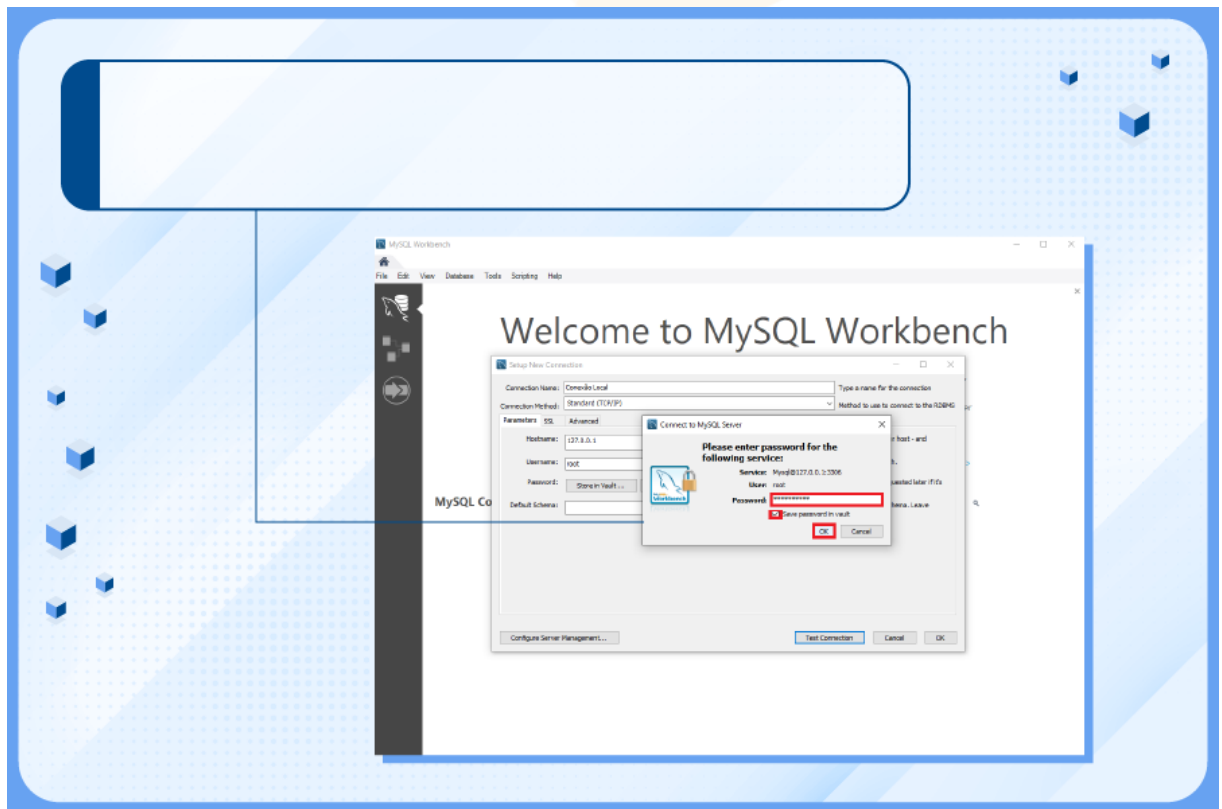 MySQL Workbench
File Edit View Database Tools Scripting Help
Welcome to MySQL Workbench
Setup New Connection
Connection Name: Conexão Local Type a name for the connection
Connection Method: Standard (TCP/IP) Method to use to connect to the RDBMS
Parameters SSL Advanced
Hostname: 127.0.0.1 host - and
Username: root
Password: Store in Vault ...
Default Schema:
MySQL Co
Connect to MySQL Server
Please enter password for the
following service:
Service: Mysql@127.0.0.1:3306
User: root
Password: ***********
Save password in vault
OK Cancel
Configure Server Management... Test Connection Cancel OK